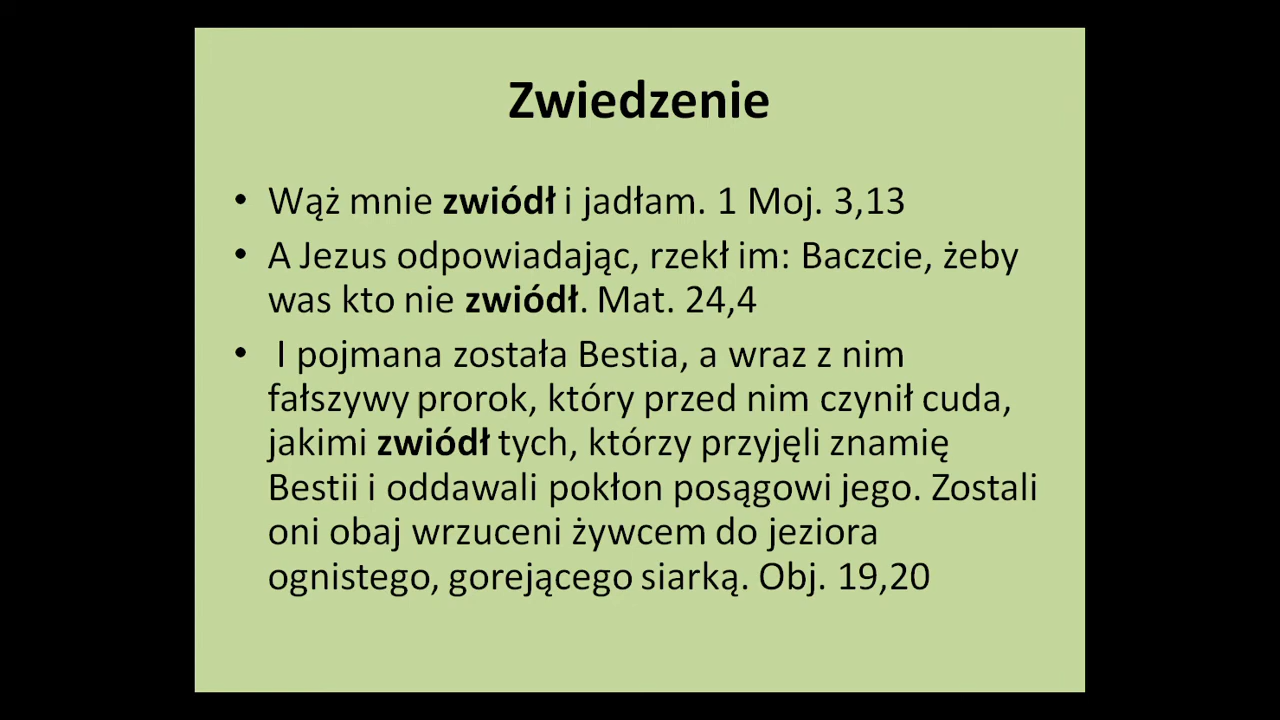 Zwiedzenie
• Wąż mnie zwiódł i jadłam. 1 Moj. 3,13
• A Jezus odpowiadając, rzekł im: Baczcie, żeby
was kto nie zwiódł. Mat. 24,4
• I pojmana została Bestia, a wraz z nim
fałszywy prorok, który przed nim czynił cuda,
jakimi zwiódł tych, którzy przyjęli znamię
Bestii i oddawali pokłon posągowi jego. Zostali
oni obaj wrzuceni żywcem do jeziora
ognistego, gorejącego siarką. Obj. 19,20